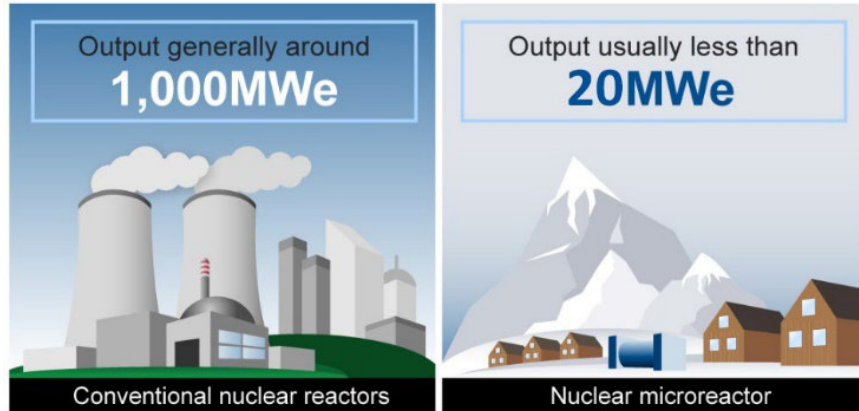 Output generally around
1,000MWe
Conventional nuclear reactors
Output usually less than
20MWe
Nuclear microreactor